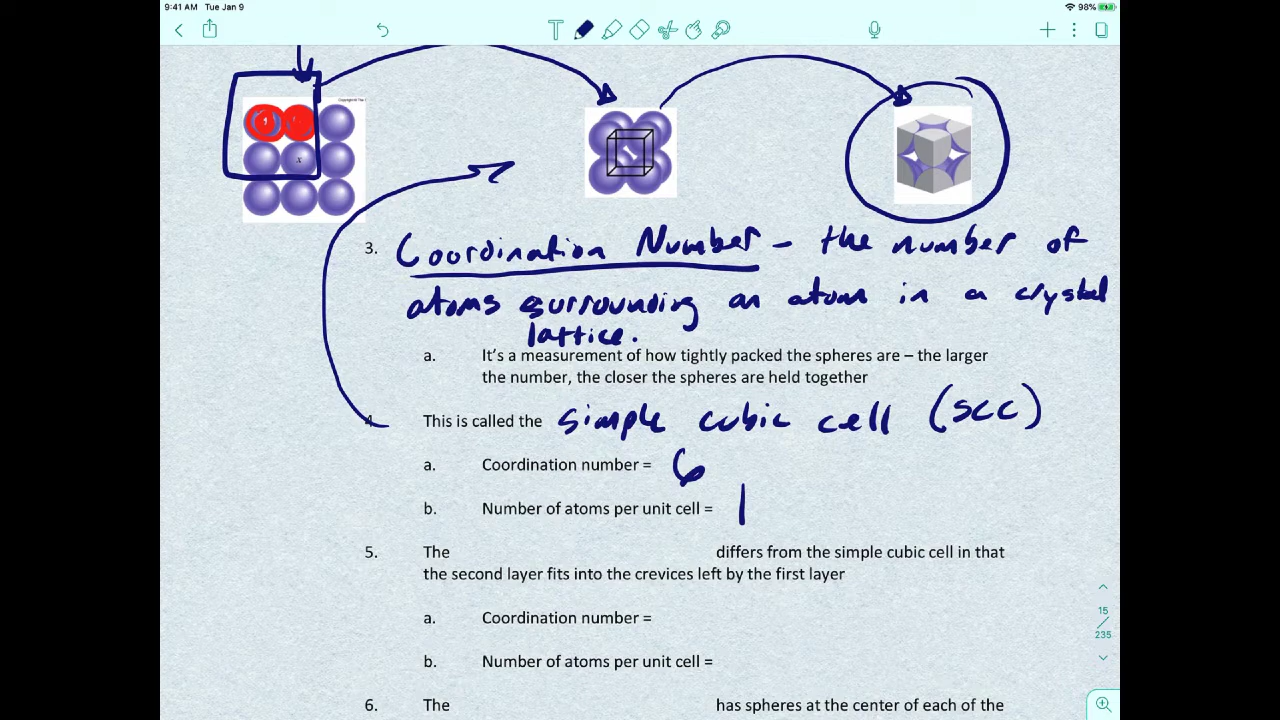 9:41 AM Tue Jan 9
98%
T
1
x
3. Coordination Number - the number of
atoms surrounding an atom in a crystal
lattice.
a. It's a measurement of how tightly packed the spheres are – the larger
the number, the closer the spheres are held together
4. This is called the simple cubic cell (scc)
a. Coordination number = 6
b. Number of atoms per unit cell = 1
5. The differs from the simple cubic cell in that
the second layer fits into the crevices left by the first layer
a. Coordination number =
b. Number of atoms per unit cell =
15
/
235
6. The has spheres at the center of each of the